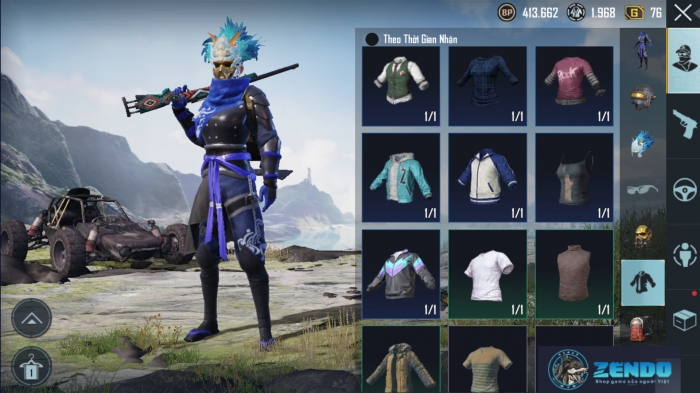 BP 413.662 1.968 G 76
Theo Thời Gian Nhận
1/1 1/1 1/1
1/1 1/1 1/1
1/1 1/1 1/1
ZENDO
Shop game của người Việt